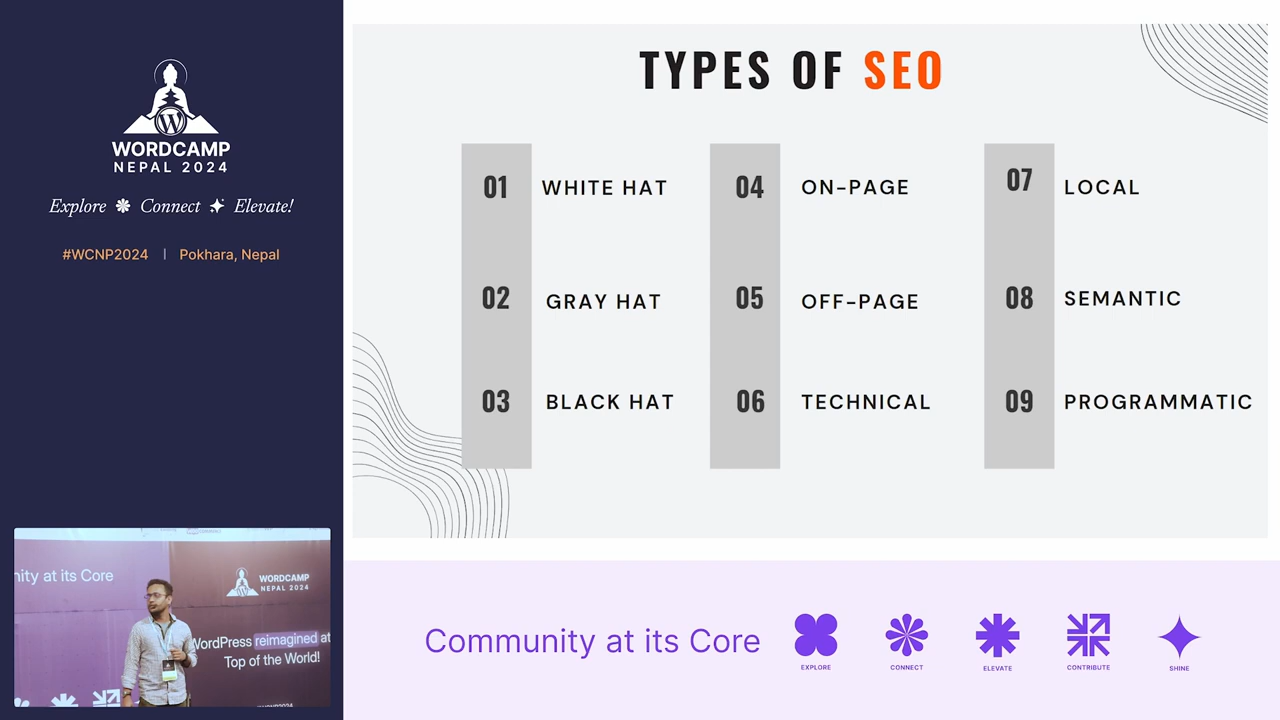 WORDCAMP
NEPAL 2024
Explore Connect Elevate!
#WCNP2024 | Pokhara, Nepal
TYPES OF SEO
01 WHITE HAT
02 GRAY HAT
03 BLACK HAT
04 ON-PAGE
05 OFF-PAGE
06 TECHNICAL
07 LOCAL
08 SEMANTIC
09 PROGRAMMATIC
nity at its Core
WORDCAMP
NEPAL 2024
WordPress reimagined at
Top of the World!
Community at its Core
EXPLORE
CONNECT
ELEVATE
CONTRIBUTE
SHINE